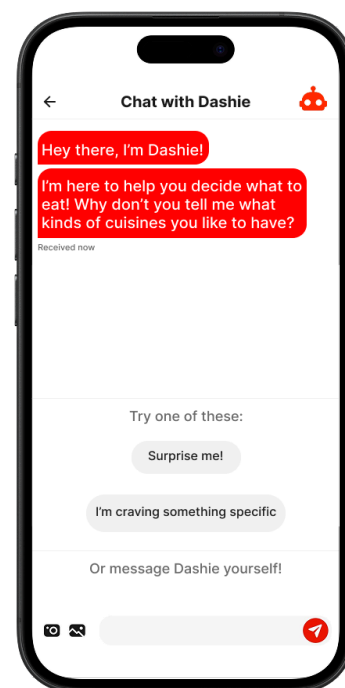 Chat with Dashie
Hey there, I'm Dashie!
I'm here to help you decide what to
eat! Why don't you tell me what
kinds of cuisines you like to have?
Received now
Try one of these:
Surprise me!
I'm craving something specific
Or message Dashie yourself!